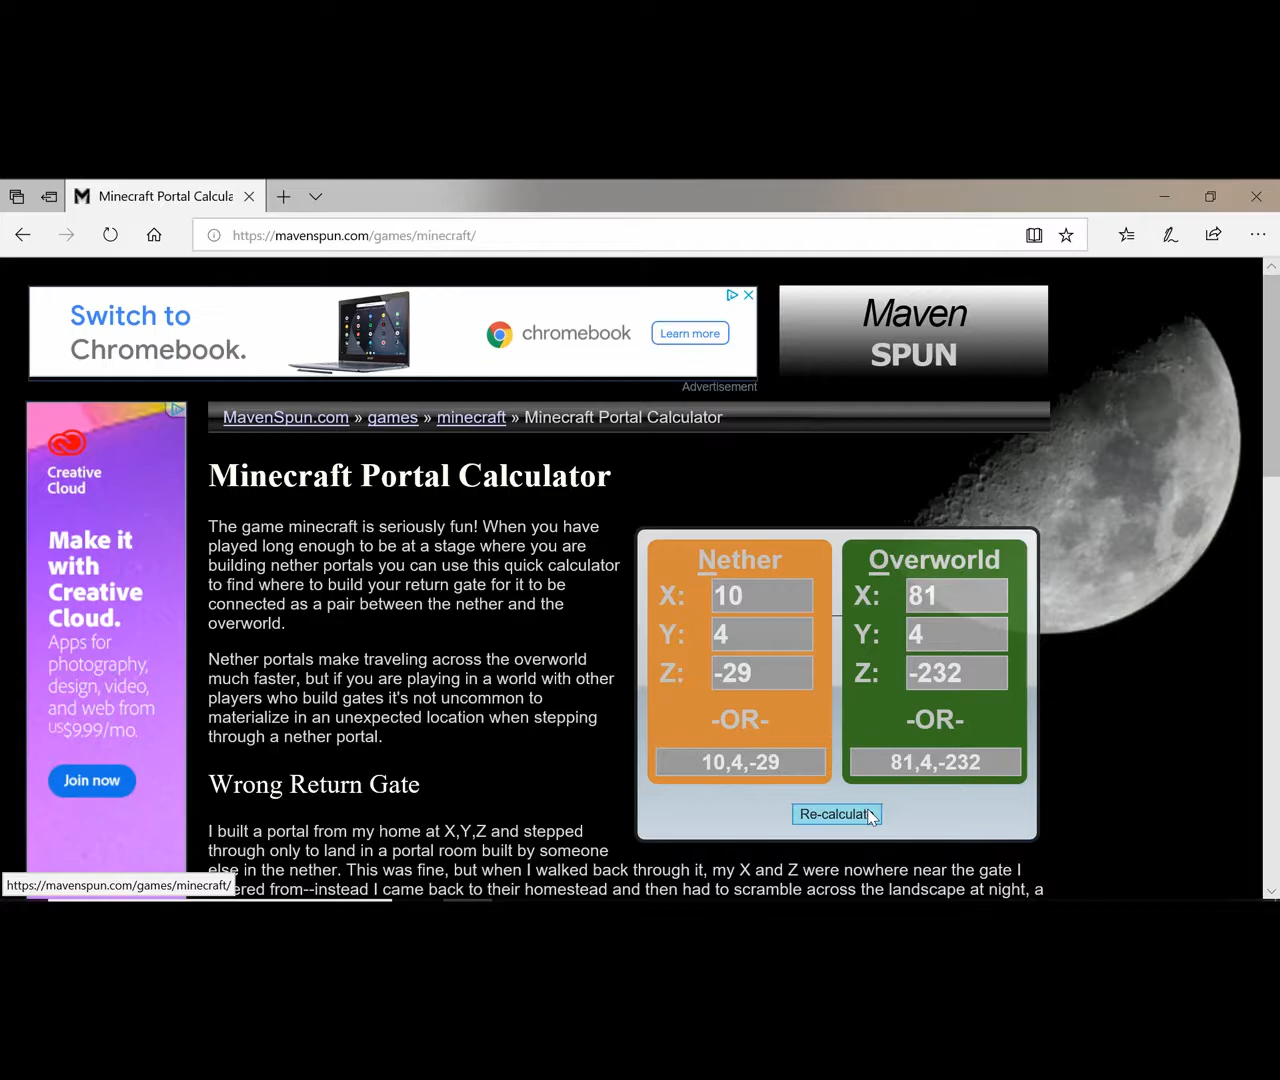 Minecraft Portal Calcula
https://mavenspun.com/games/minecraft/
Switch to
Chromebook.
chromebook
Learn more
Advertisement
Maven
SPUN
Creative
Cloud
Make it
with
Creative
Cloud.
Apps for
photography,
design, video,
and web from
US$9.99/mo.
Join now
MavenSpun.com » games » minecraft » Minecraft Portal Calculator
Minecraft Portal Calculator
The game minecraft is seriously fun! When you have
played long enough to be at a stage where you are
building nether portals you can use this quick calculator
to find where to build your return gate for it to be
connected as a pair between the nether and the
overworld.
Nether portals make traveling across the overworld
much faster, but if you are playing in a world with other
players who build gates it's not uncommon to
materialize in an unexpected location when stepping
through a nether portal.
Nether
X: 10
Y: 4
Z: -29
-OR-
10,4,-29
Overworld
X: 81
Y: 4
Z: -232
-OR-
81,4,-232
Re-calculat
Wrong Return Gate
I built a portal from my home at X,Y,Z and stepped
through only to land in a portal room built by someone
else in the nether. This was fine, but when I walked back through it, my X and Z were nowhere near the gate I
ered from--instead I came back to their homestead and then had to scramble across the landscape at night, a
https://mavenspun.com/games/minecraft/